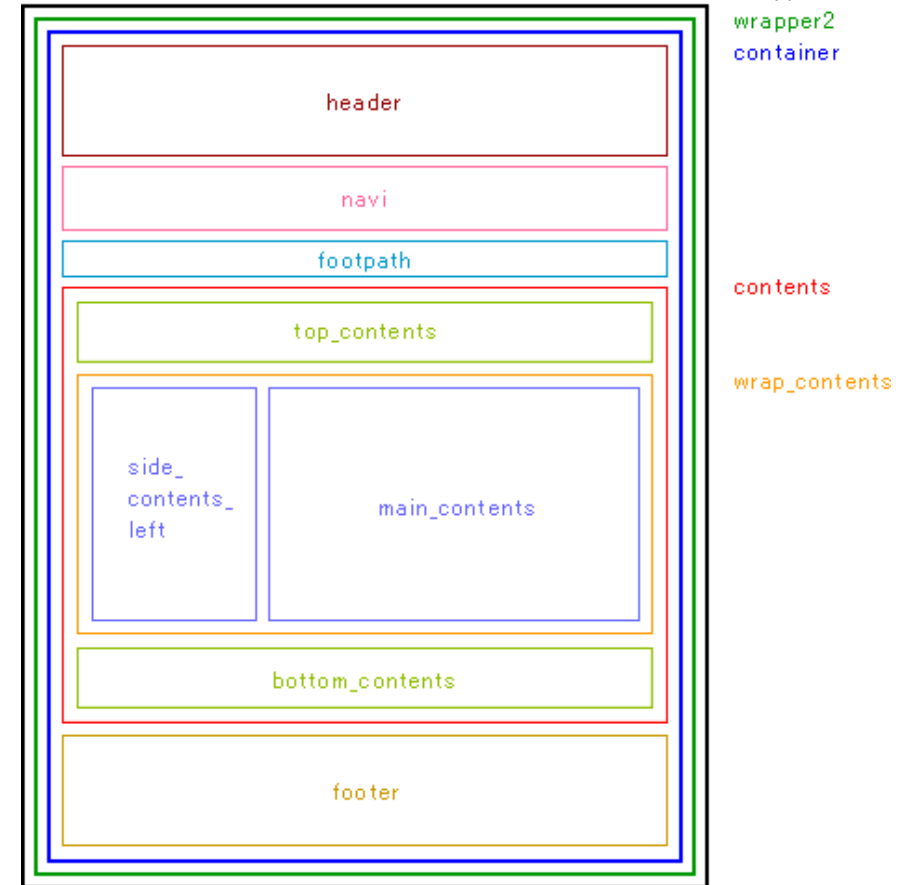 wrapper2
container
header
navi
footpath
contents
top_contents
wrap_contents
side_
contents_
left
main_contents
bottom_contents
footer